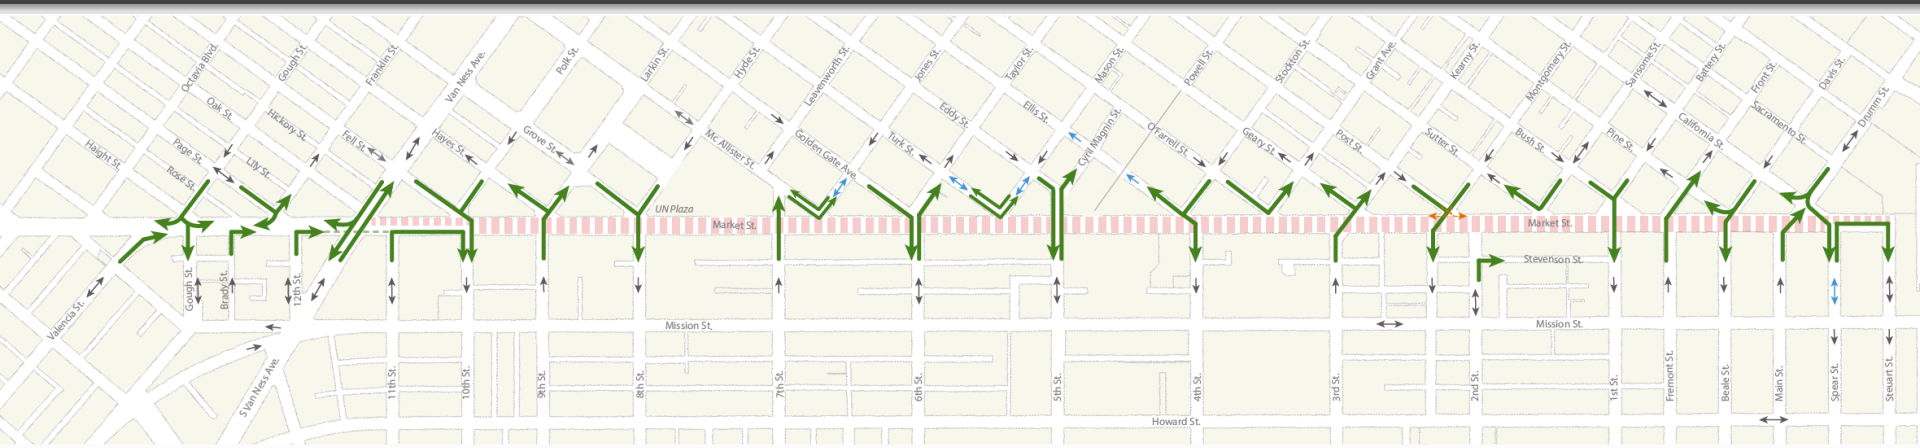 Octavia Blvd.
Gough St.
Franklin St.
Van Ness Ave.
Polk St.
Larkin St.
Hyde St.
Leavenworth St.
Jones St.
Taylor St.
Mason St.
Powell St.
Stockton St.
Grant Ave.
Kearny St.
Montgomery St.
Sansome St.
Battery St.
Front St.
Davis St.
Drumm St.
Oak St.
Hickory St.
Fell St.
Hayes St.
Grove St.
Mc Allister St.
Golden Gate Ave.
Turk St.
Eddy St.
Ellis St.
Cyril Magnin St.
O'Farrell St.
Geary St.
Post St.
Sutter St.
Bush St.
Pine St.
California St.
Sacramento St.
Haight St.
Page St.
Rose St.
Lily St.
UN Plaza
Market St.
Market St.
Stevenson St.
Valencia St.
Gough St.
Brady St.
12th St.
Mission St.
Mission St.
S Van Ness Ave.
11th St.
10th St.
9th St.
8th St.
7th St.
6th St.
5th St.
4th St.
3rd St.
2nd St.
1st St.
Fremont St.
Beale St.
Main St.
Spear St.
Steuart St.
Howard St.